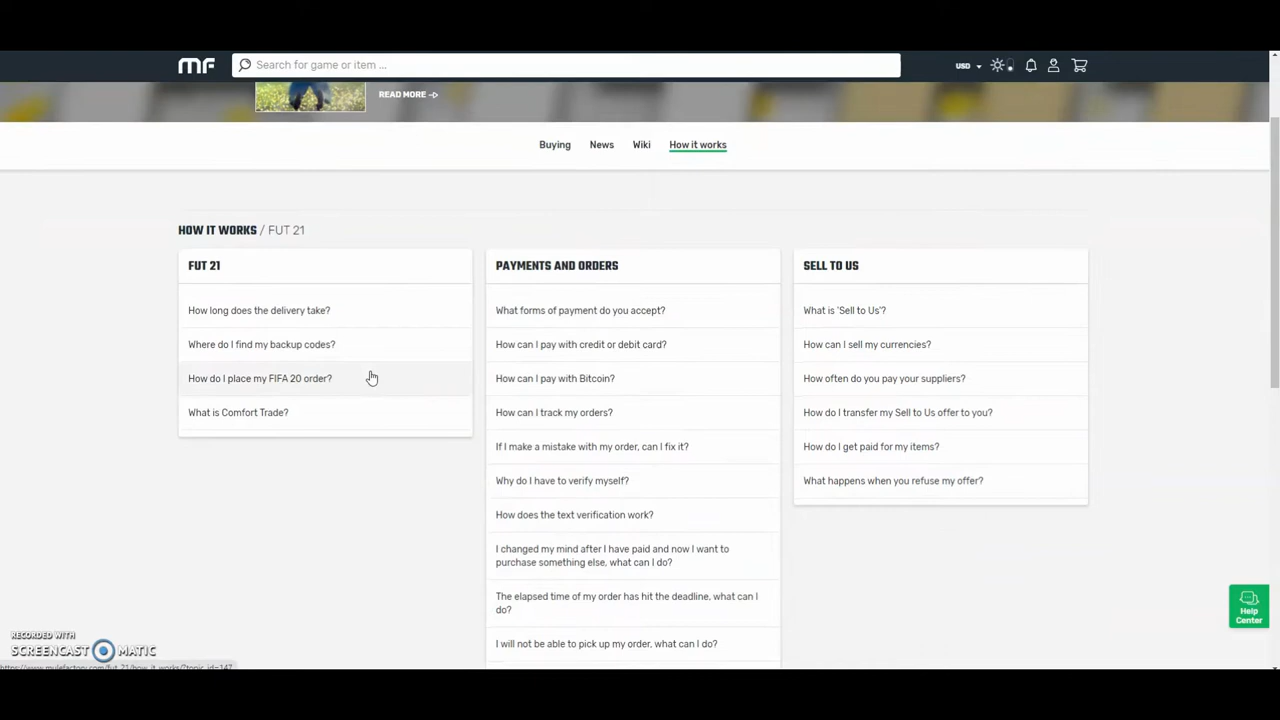 MF
Search for game or item ...
USD
READ MORE
Buying
News
Wiki
How it works
HOW IT WORKS / FUT 21
FUT 21
How long does the delivery take?
Where do I find my backup codes?
How do I place my FIFA 20 order?
What is Comfort Trade?
PAYMENTS AND ORDERS
What forms of payment do you accept?
How can I pay with credit or debit card?
How can I pay with Bitcoin?
How can I track my orders?
If I make a mistake with my order, can I fix it?
Why do I have to verify myself?
How does the text verification work?
I changed my mind after I have paid and now I want to
purchase something else, what can I do?
The elapsed time of my order has hit the deadline, what can I
do?
I will not be able to pick up my order, what can I do?
SELL TO US
What is 'Sell to Us'?
How can I sell my currencies?
How often do you pay your suppliers?
How do I transfer my Sell to Us offer to you?
How do I get paid for my items?
What happens when you refuse my offer?
Help
Center
RECORDED WITH
SCREENCAST MATIC
https://www.mulefactory.com/fut_21/how_it_works/?topic_id=147